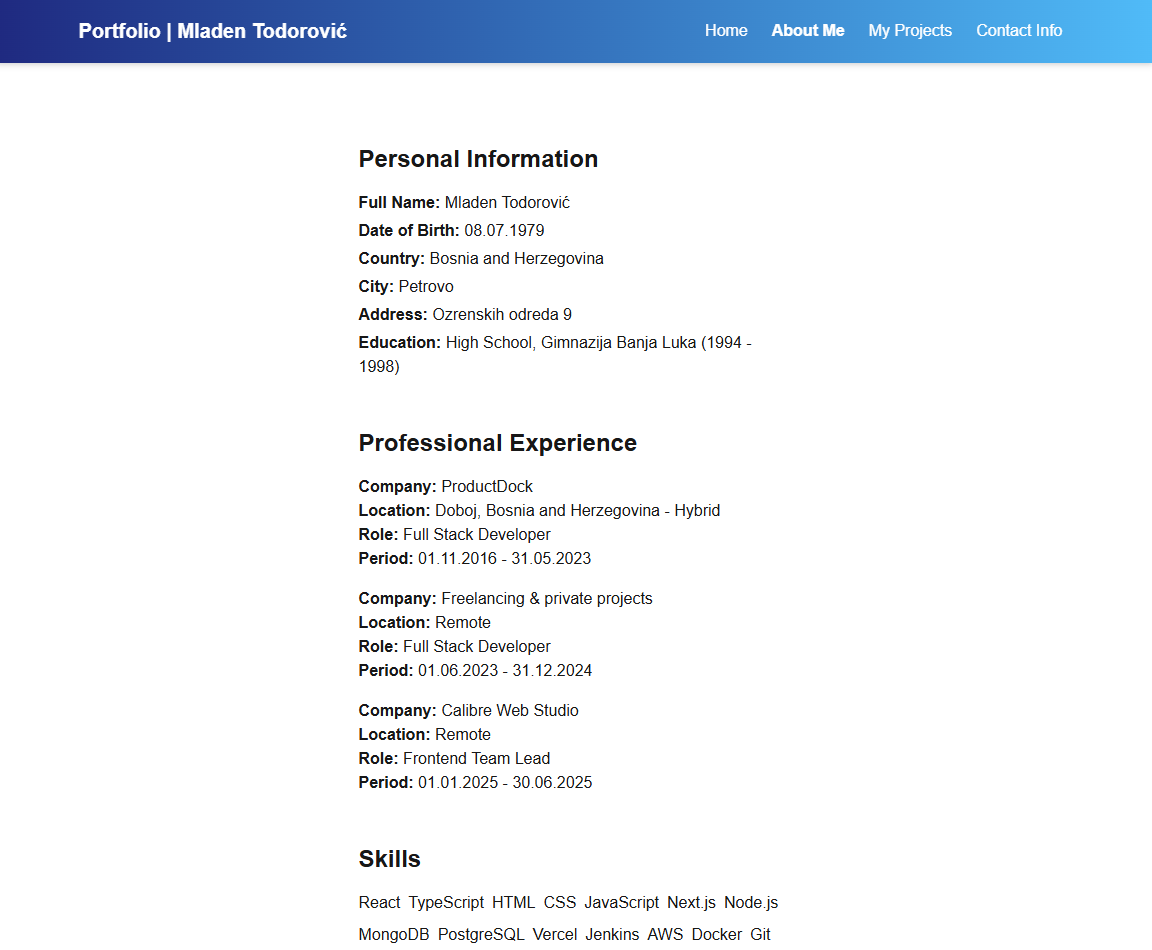 Portfolio | Mladen Todorović
Home About Me My Projects Contact Info
Personal Information
Full Name: Mladen Todorović
Date of Birth: 08.07.1979
Country: Bosnia and Herzegovina
City: Petrovo
Address: Ozrenskih odreda 9
Education: High School, Gimnazija Banja Luka (1994 -
1998)
Professional Experience
Company: ProductDock
Location: Doboj, Bosnia and Herzegovina - Hybrid
Role: Full Stack Developer
Period: 01.11.2016 - 31.05.2023
Company: Freelancing & private projects
Location: Remote
Role: Full Stack Developer
Period: 01.06.2023 - 31.12.2024
Company: Calibre Web Studio
Location: Remote
Role: Frontend Team Lead
Period: 01.01.2025 - 30.06.2025
Skills
React TypeScript HTML CSS JavaScript Next.js Node.js
MongoDB PostgreSQL Vercel Jenkins AWS Docker Git